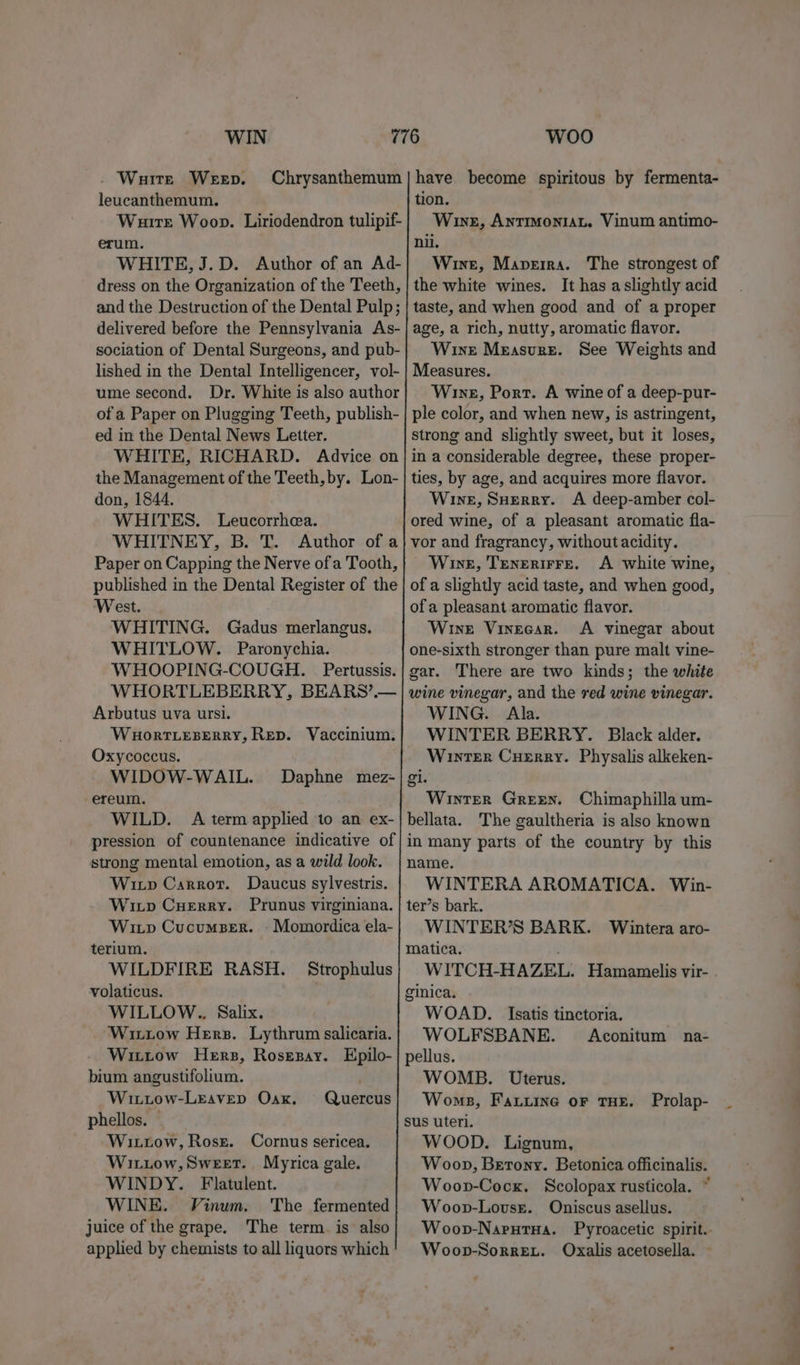 WIN 776 WOO
White Weed. Chrysanthemum
leucanthemum.
White Wood. Liriodendron tulipif-
erum.
WHITE, J. D. Author of an Ad-
dress on the Organization of the Teeth,
and the Destruction of the Dental Pulp;
delivered before the Pennsylvania As-
sociation of Dental Surgeons, and pub-
lished in the Dental Intelligencer, vol-
ume second. Dr. White is also author
of a Paper on Plugging Teeth, publish-
ed in the Dental News Letter.
WHITE, RICHARD. Advice on
the Management of the Teeth, by. Lon-
don, 1844.
WHITES. Leucorrhœa.
WHITNEY, B. T. Author of a
Paper on Capping the Nerve of a Tooth,
published in the Dental Register of the
West.
WHITING. Gadus merlangus.
WHITLOW. Paronychia.
WHOOPING-COUGH. Pertussis.
WHORTLEBERRY, BEARS'.—
Arbutus uva ursi.
Whortleberry, Red. Vaccinium.
Oxycoccus.
WIDOW-WAIL. Daphne mez-
ereum.
WILD. A term applied to an ex-
pression of countenance indicative of
strong mental emotion, as a wild look.
Wild Carrot. Daucus sylvestris.
Wild Cherry. Prunus virginiana.
Wild Cucumber. Momordica ela-
terium.
WILDFIRE RASH. Strophulus
volaticus.
WILLOW.. Salix.
Willow Herb. Lythrum salicaria.
Willow Herb, Rosebay. Epilo-
bium angustifolium.
Willow-Leaved Oak. Quercus
phellos.
Willow, Rose. Cornus sericea.
Willow, Sweet. Myrica gale.
WINDY. Flatulent.
WINE. Vinum. The fermented
juice of the grape. The term is also
applied by chemists to all liquors which
have become spiritous by fermenta-
tion.
Wine, Antimonial. Vinum antimo-
nii.
Wine, Madeira. The strongest of
the white wines. It has a slightly acid
taste, and when good and of a proper
age, a rich, nutty, aromatic flavor.
Wine Measure. See Weights and
Measures.
Wine, Port. A wine of a deep-pur-
ple color, and when new, is astringent,
strong and slightly sweet, but it loses,
in a considerable degree, these proper-
ties, by age, and acquires more flavor.
Wine, Sherry. A deep-amber col-
ored wine, of a pleasant aromatic fla-
vor and fragrancy, without acidity.
Wine, Teneriffe. A white wine,
of a slightly acid taste, and when good,
of a pleasant aromatic flavor.
Wine Vinegar. A vinegar about
one-sixth stronger than pure malt vine-
gar. There are two kinds; the white
wine vinegar, and the red wine vinegar.
WING. Ala.
WINTER BERRY. Black alder.
Winter Cherry. Physalis alkeken-
gi.
Winter Green. Chimaphilla um-
bellata. The gaultheria is also known
in many parts of the country by this
name.
WINTERA AROMATICA. Win-
ter's bark.
WINTER'S BARK. Wintera aro-
matica.
WITCH-HAZEL. Hamamelis vir-
ginica.
WOAD. Isatis tinctoria.
WOLFSBANE. Aconitum na-
pellus.
WOMB. Uterus.
Womb, Falling of the. Prolap-
sus uteri.
WOOD. Lignum,
Wood, Betony. Betonica officinalis.
Wood-Cock. Scolopax rusticola.
Wood-Louse. Oniscus asellus.
Wood-Naphtha. Pyroacetic spirit.
Wood-Sorrel. Oxalis acetosella.